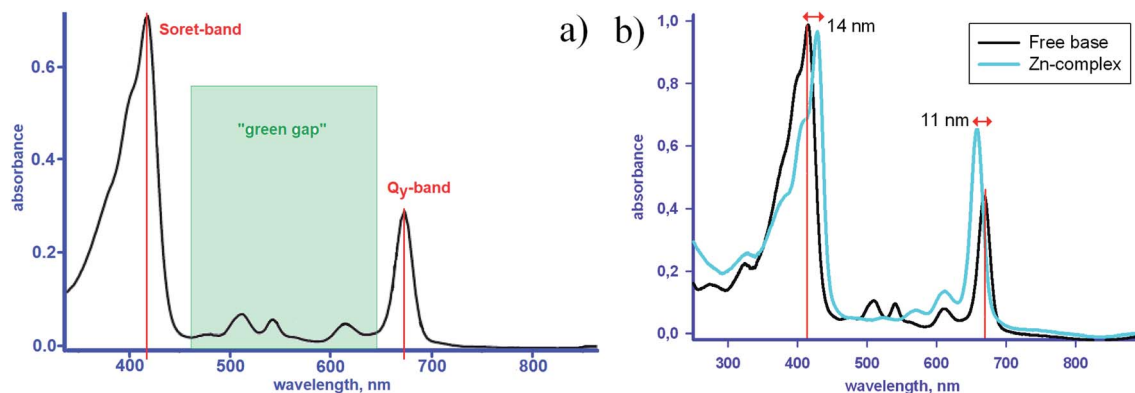 a)
Soret-band
"green gap"
Qy-band
absorbance
0.6
0.4
0.2
0.0
400
500
600
700
800
wavelength, nm
b)
14 nm
11 nm
Free base
Zn-complex
absorbance
1,0
0,8
0,6
0,4
0,2
0,0
300
400
500
600
700
800
wavelength, nm